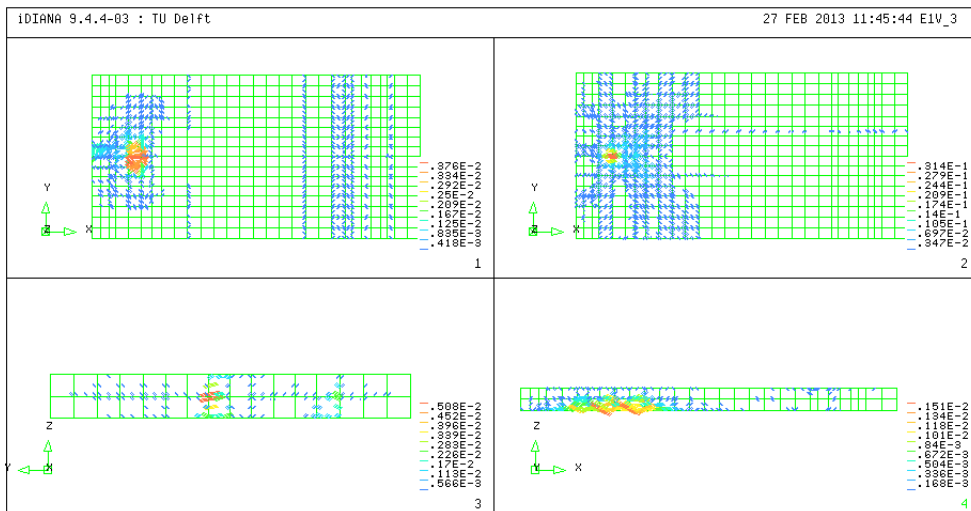 iDIANA 9.4.4-03 : TU Delft
27 FEB 2013 11:45:44 E1V_3
.376E-2
.334E-2
.292E-2
.25E-2
.209E-2
.167E-2
.125E-2
.835E-3
.418E-3
Y
Z
X
1
.314E-1
.279E-1
.244E-1
.209E-1
.174E-1
.14E-1
.105E-1
.697E-2
.347E-2
Y
Z
X
2
.508E-2
.452E-2
.396E-2
.339E-2
.283E-2
.226E-2
.17E-2
.113E-2
.566E-3
Z
Y
X
3
.151E-2
.134E-2
.118E-2
.101E-2
.84E-3
.672E-3
.504E-3
.336E-3
.168E-3
Z
Y
X
4